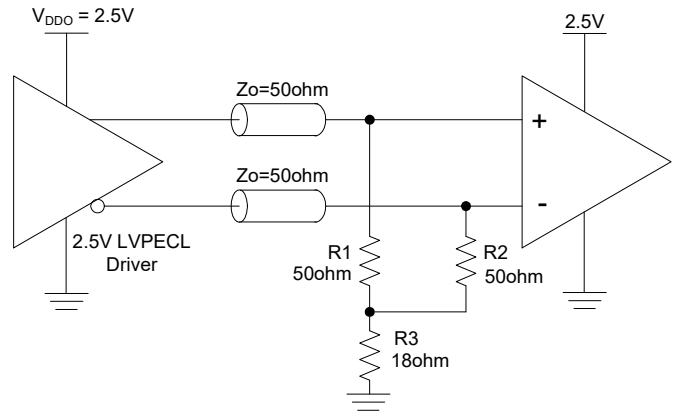 V_DDO = 2.5V
2.5V
Zo=50ohm
+
Zo=50ohm
-
2.5V LVPECL
Driver
R1
50ohm
R2
50ohm
R3
18ohm